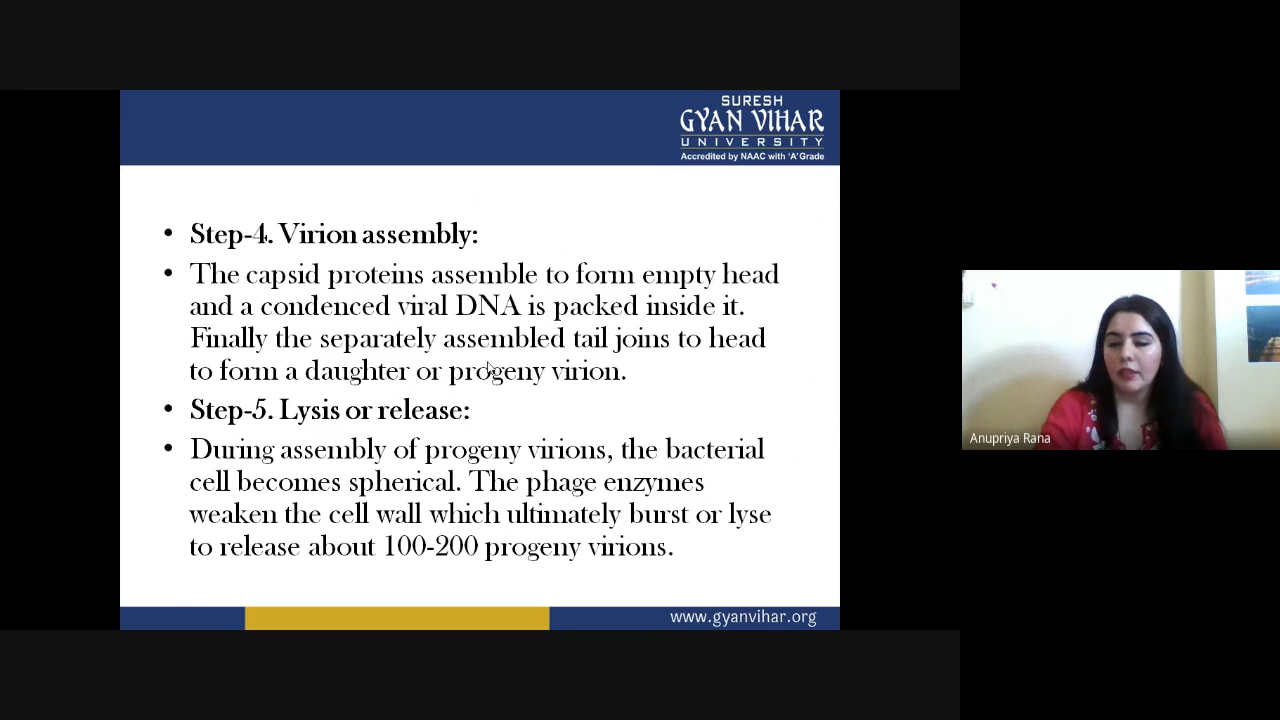 SURESH
GYAN VIHAR
UNIVERSITY
Accredited by NAAC with 'A' Grade
• Step-4. Virion assembly:
• The capsid proteins assemble to form empty head
and a condenced viral DNA is packed inside it.
Finally the separately assembled tail joins to head
to form a daughter or progeny virion.
• Step-5. Lysis or release:
• During assembly of progeny virions, the bacterial
cell becomes spherical. The phage enzymes
weaken the cell wall which ultimately burst or lyse
to release about 100-200 progeny virions.
www.gyanvihar.org
Anupriya Rana